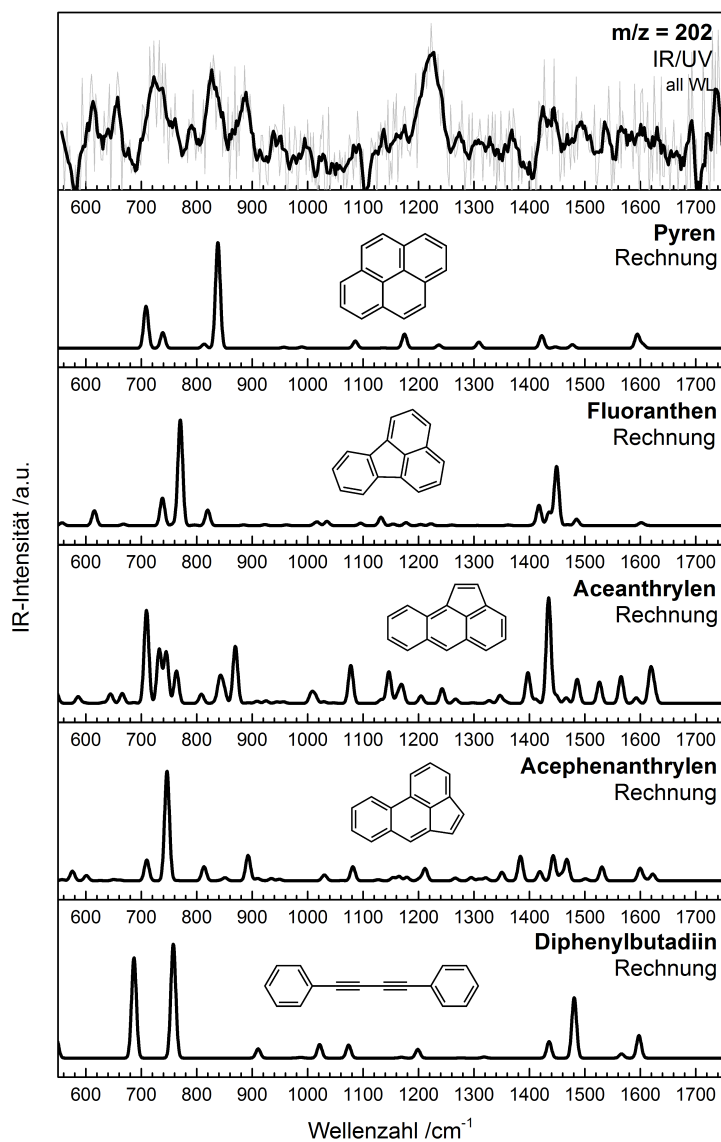 m/z = 202
IR/UV
all WL
600 700 800 900 1000 1100 1200 1300 1400 1500 1600 1700
Pyren
Rechnung
600 700 800 900 1000 1100 1200 1300 1400 1500 1600 1700
Fluoranthen
Rechnung
600 700 800 900 1000 1100 1200 1300 1400 1500 1600 1700
Aceanthrylen
Rechnung
600 700 800 900 1000 1100 1200 1300 1400 1500 1600 1700
Acephenanthrylen
Rechnung
600 700 800 900 1000 1100 1200 1300 1400 1500 1600 1700
Diphenylbutadiin
Rechnung
600 700 800 900 1000 1100 1200 1300 1400 1500 1600 1700
Wellenzahl /cm⁻¹
IR-Intensität /a.u.